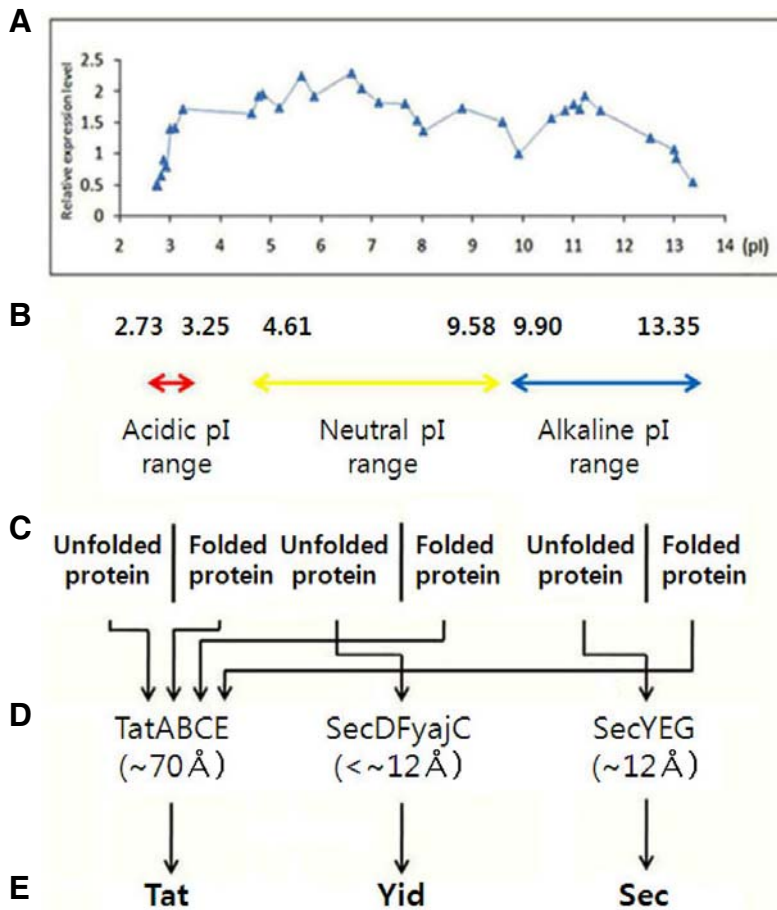 A
Relative expression level
2.5
2
1.5
1
0.5
0
2 3 4 5 6 7 8 9 10 11 12 13 14 (pI)
B
2.73 3.25 4.61 9.58 9.90 13.35
Acidic pI Neutral pI Alkaline pI
range range range
C
Unfolded Folded Unfolded Folded Unfolded Folded
protein protein protein protein protein protein
D
TatABCE SecDFyajC SecYEG
(~70Å) (<~12Å) (~12Å)
E
Tat Yid Sec